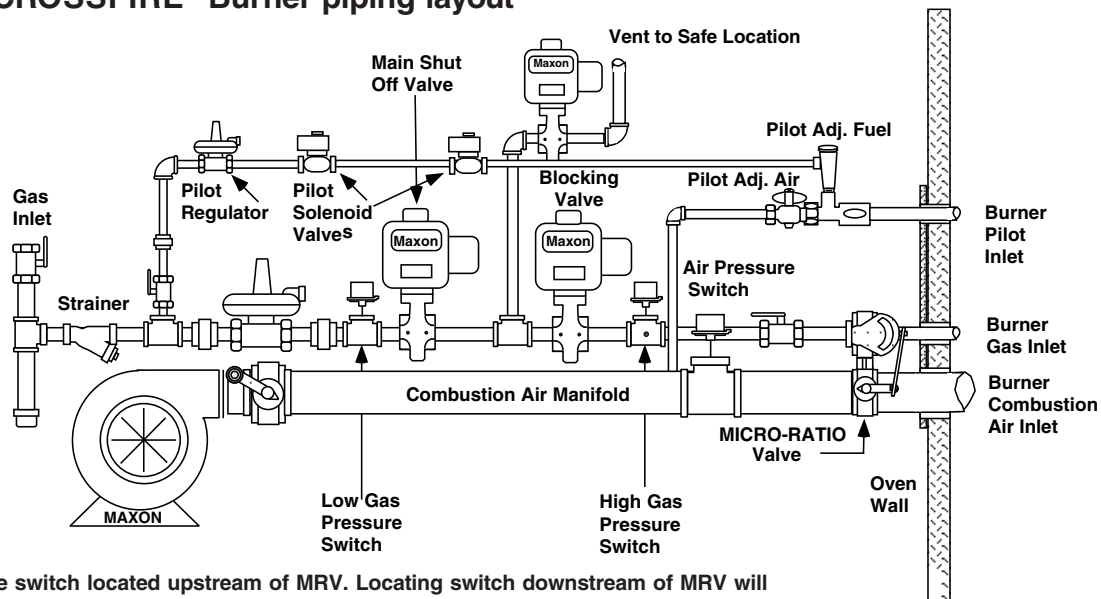 CROSSFIRE® Burner piping layout
Vent to Safe Location
Main Shut
Off Valve
Maxon
Pilot Adj. Fuel
Pilot
Regulator
Pilot
Solenoid
Valves
Blocking
Valve
Pilot Adj. Air
Gas
Inlet
Burner
Pilot
Inlet
Maxon
Maxon
Air Pressure
Switch
Strainer
Burner
Gas Inlet
Combustion Air Manifold
Burner
Combustion
Air Inlet
MICRO-RATIO
Valve
Oven
Wall
MAXON
Low Gas
Pressure
Switch
High Gas
Pressure
Switch
switch located upstream of MRV. Locating switch downstream of MRV will